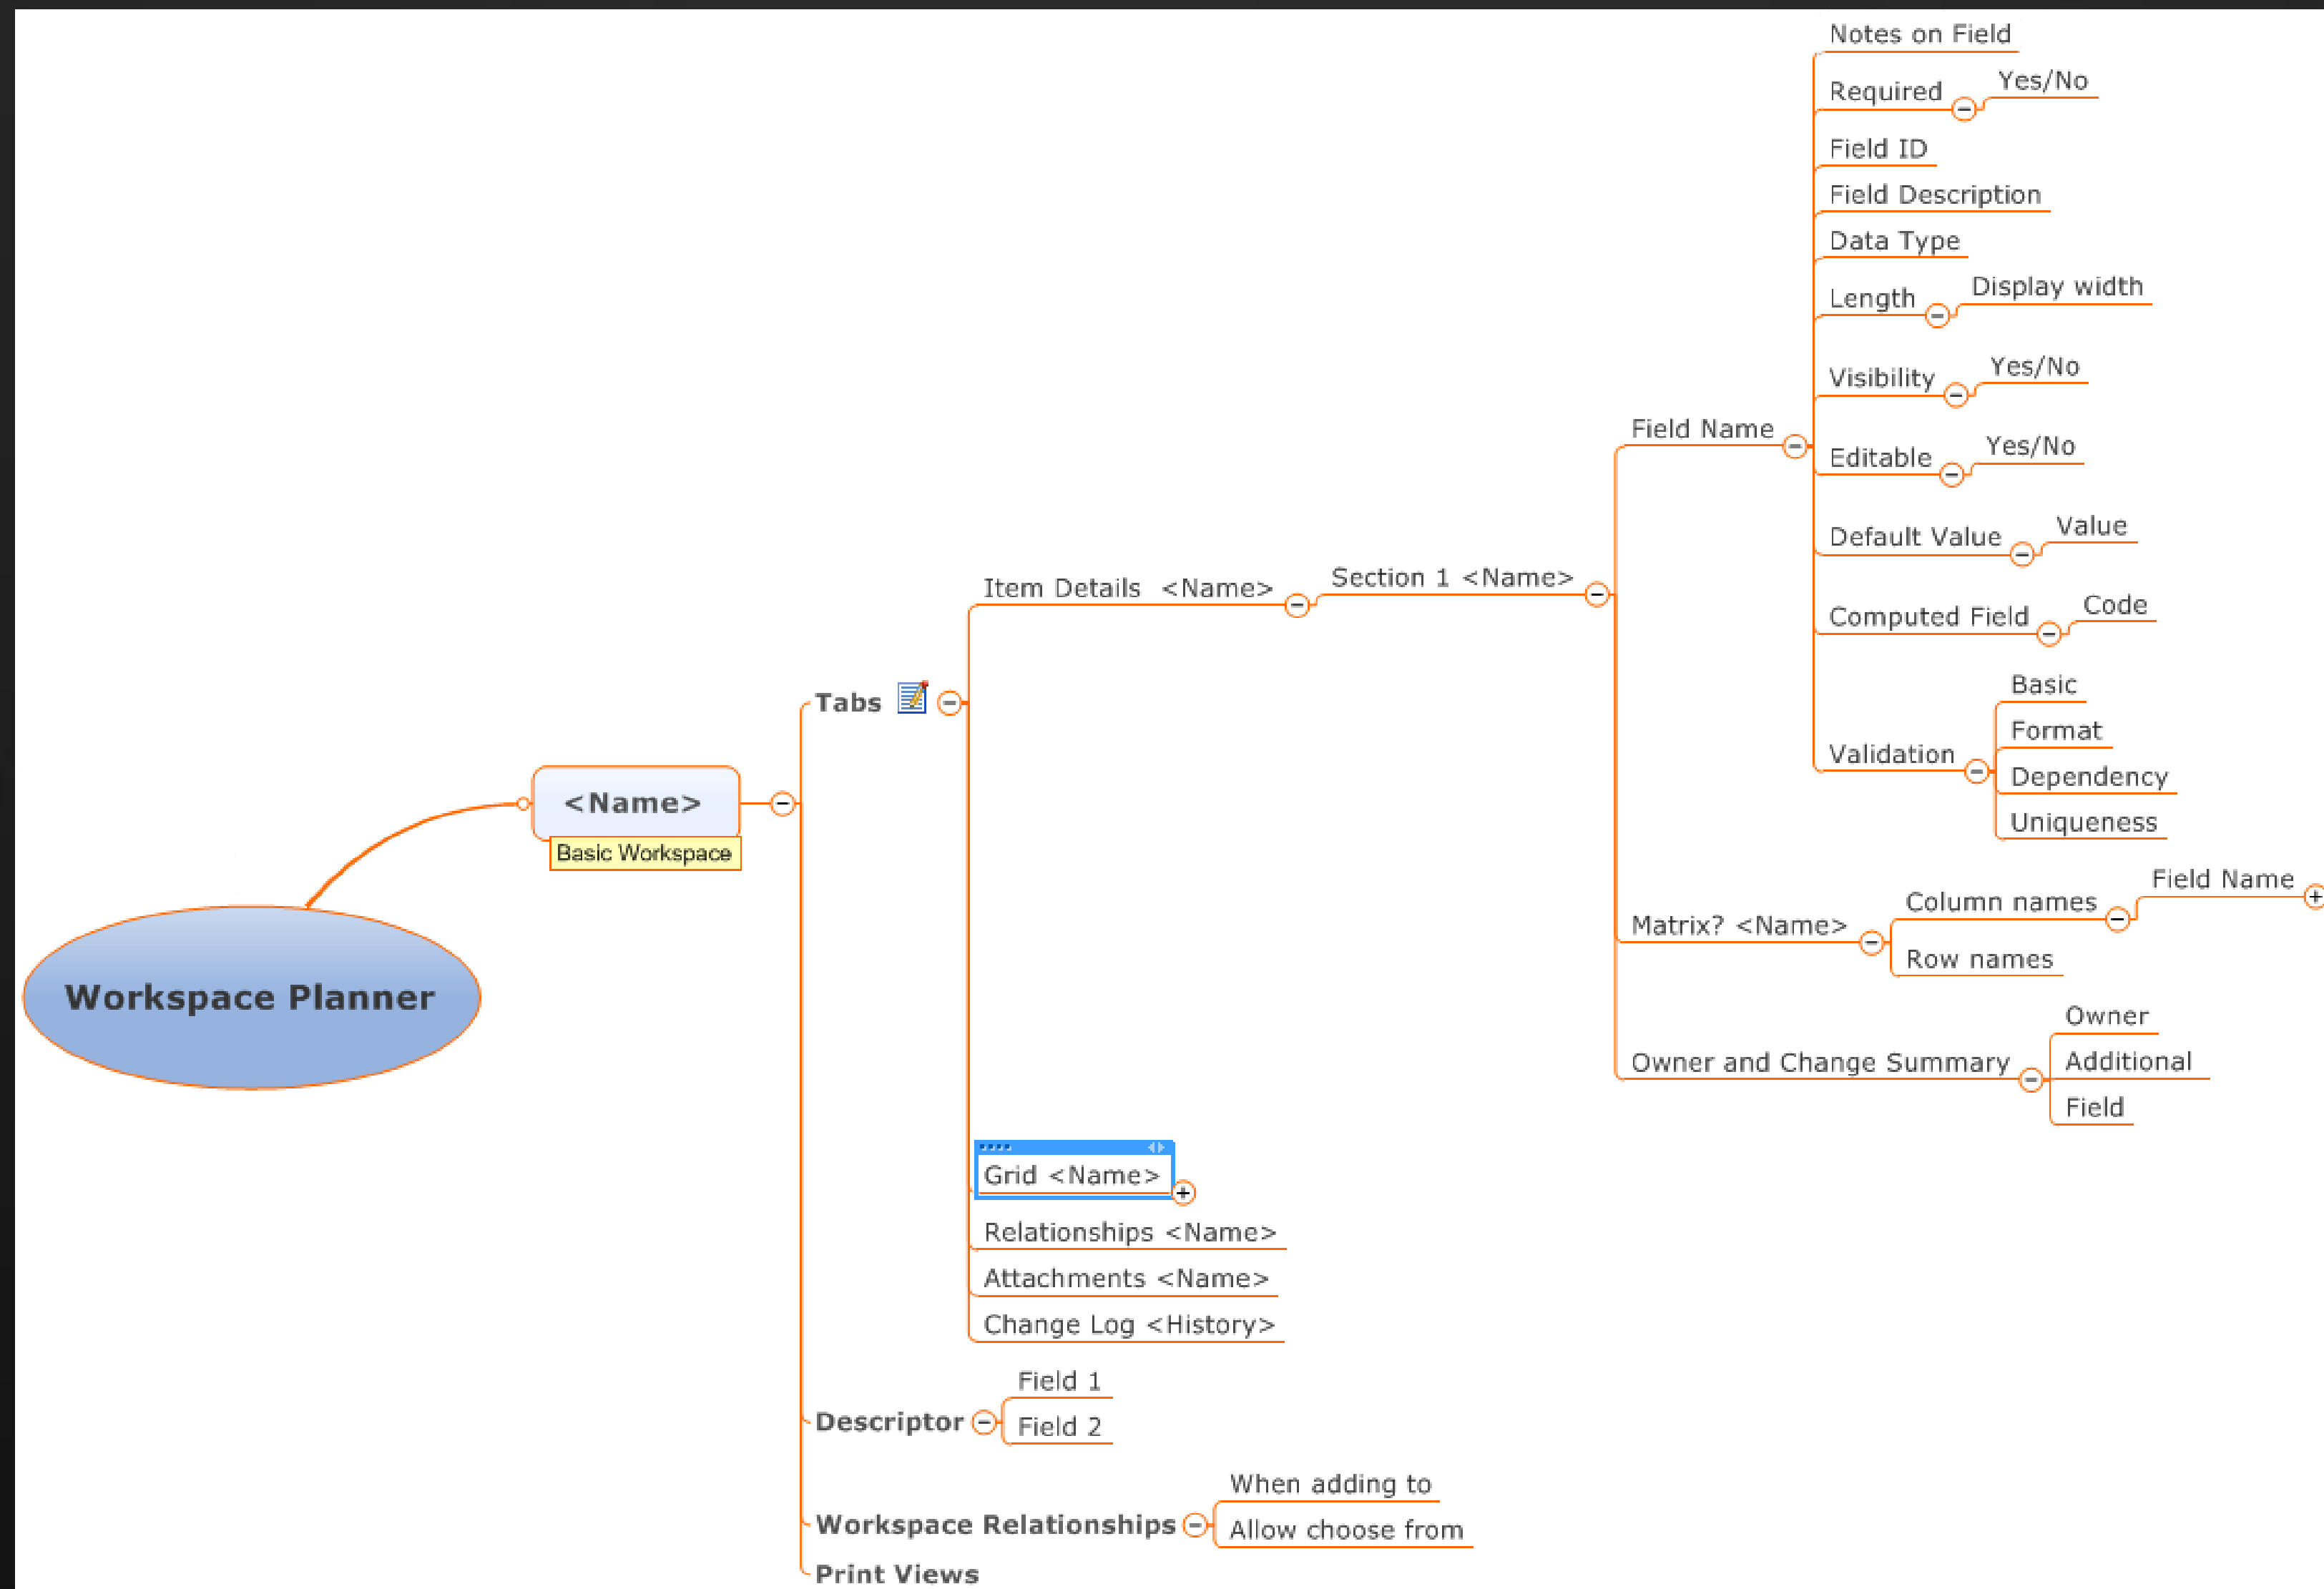 Workspace Planner
<Name>
Basic Workspace
Tabs
Item Details  <Name>
Section 1 <Name>
Field Name
Notes on Field
Required
Yes/No
Field ID
Field Description
Data Type
Length
Display width
Visibility
Yes/No
Editable
Yes/No
Default Value
Value
Computed Field
Code
Validation
Basic
Format
Dependency
Uniqueness
Matrix? <Name>
Column names
Field Name
Row names
Owner and Change Summary
Owner
Additional
Field
Grid <Name>
Relationships <Name>
Attachments <Name>
Change Log <History>
Descriptor
Field 1
Field 2
Workspace Relationships
When adding to
Allow choose from
Print Views